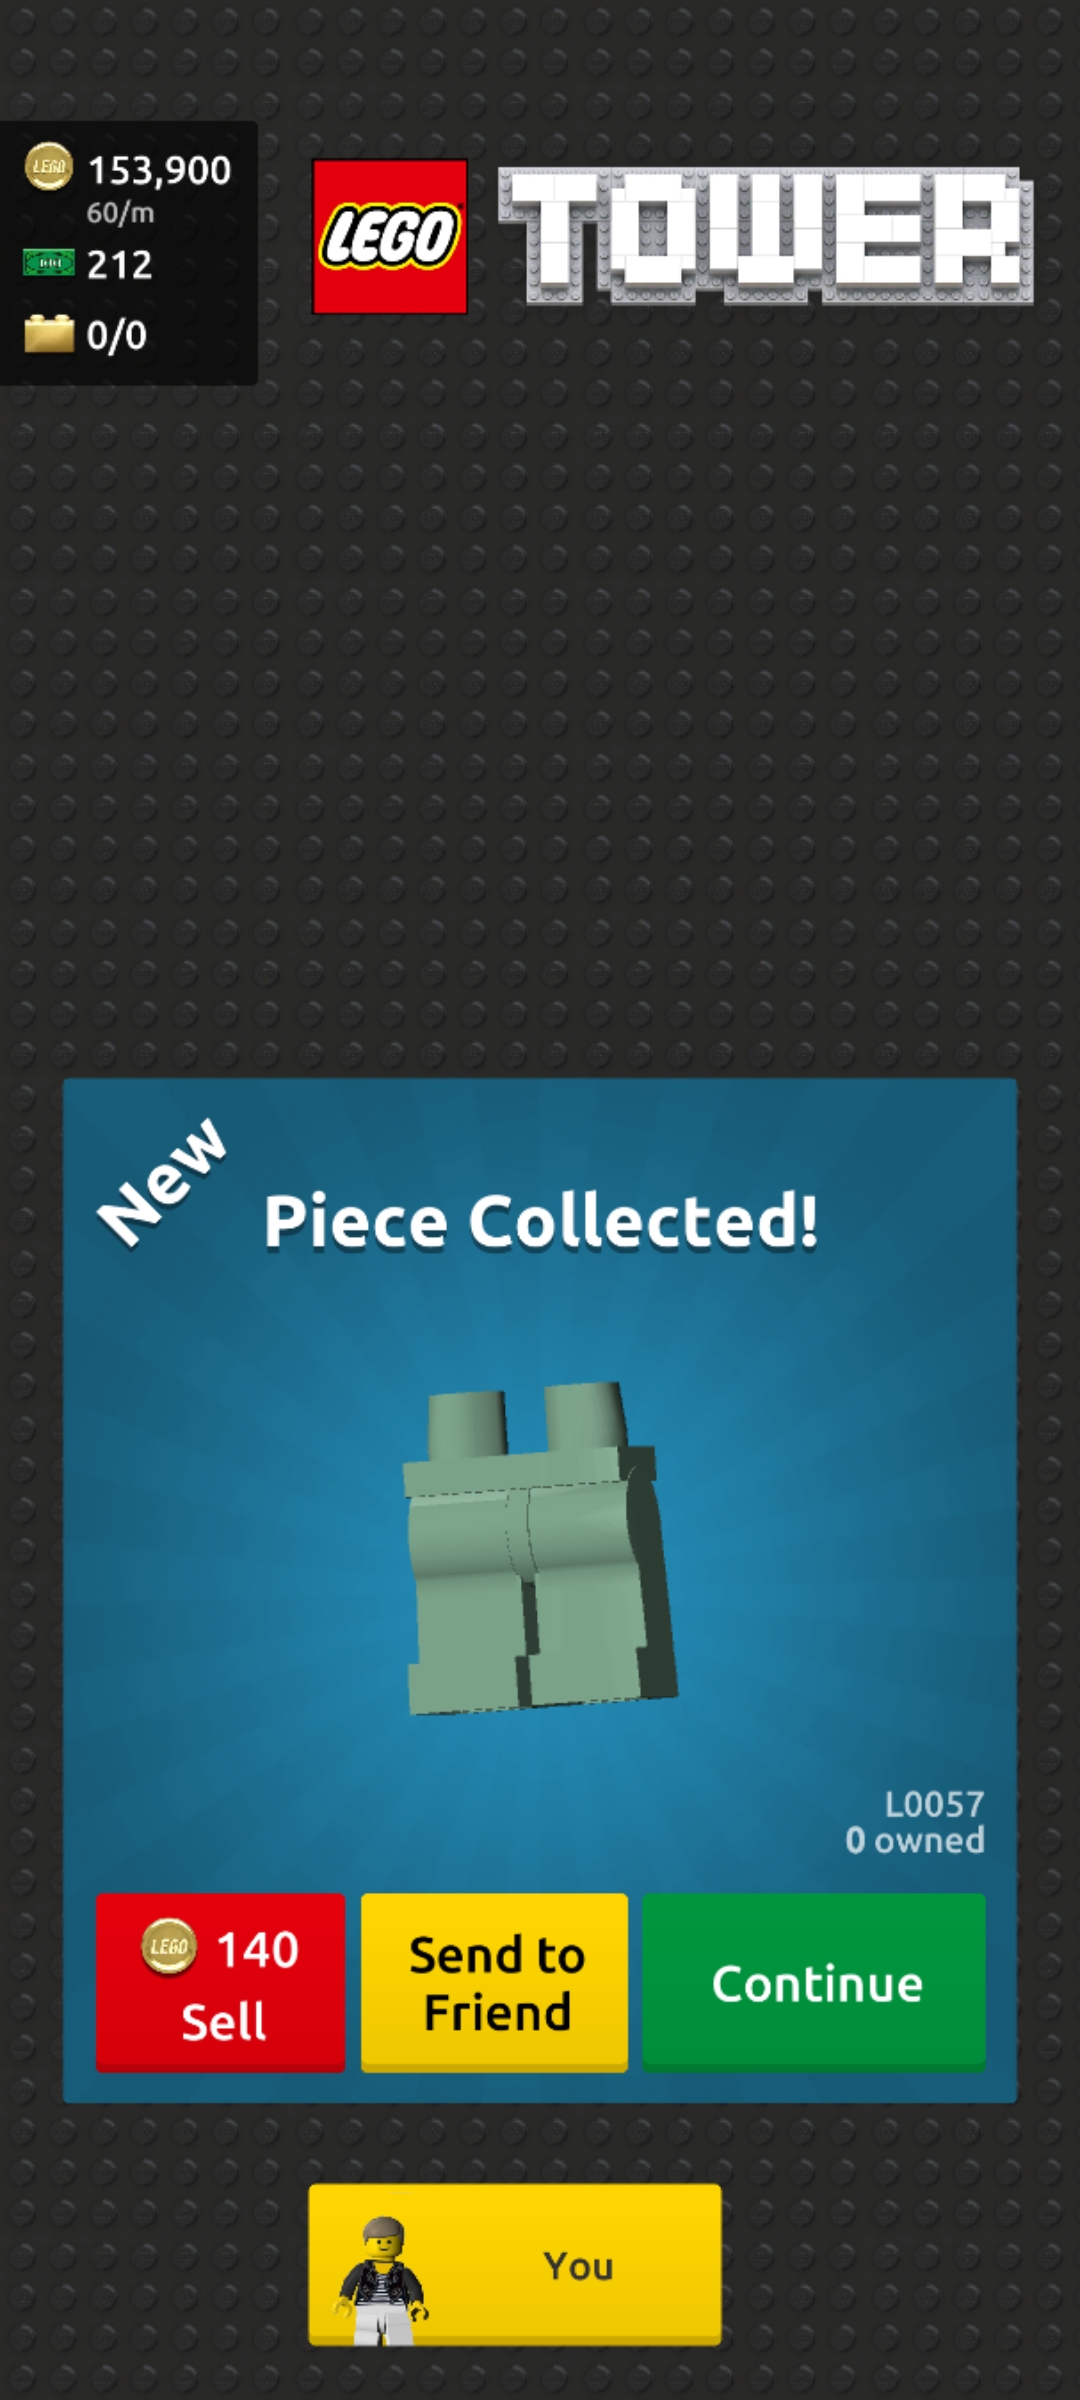 LEGO 153,900
60/m
212
0/0
LEGO
TOWER
New
Piece Collected!
L0057
0 owned
LEGO 140
Sell
Send to
Friend
Continue
You